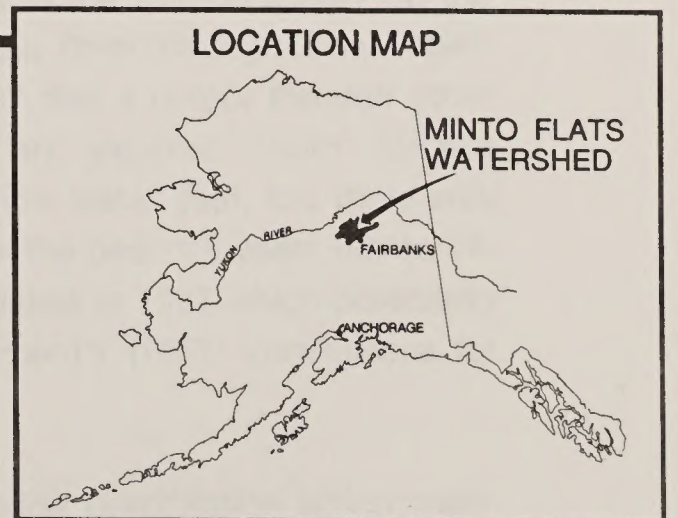 LOCATION MAP
MINTO FLATS
WATERSHED
RIVER
YUKON
FAIRBANKS
ANCHORAGE